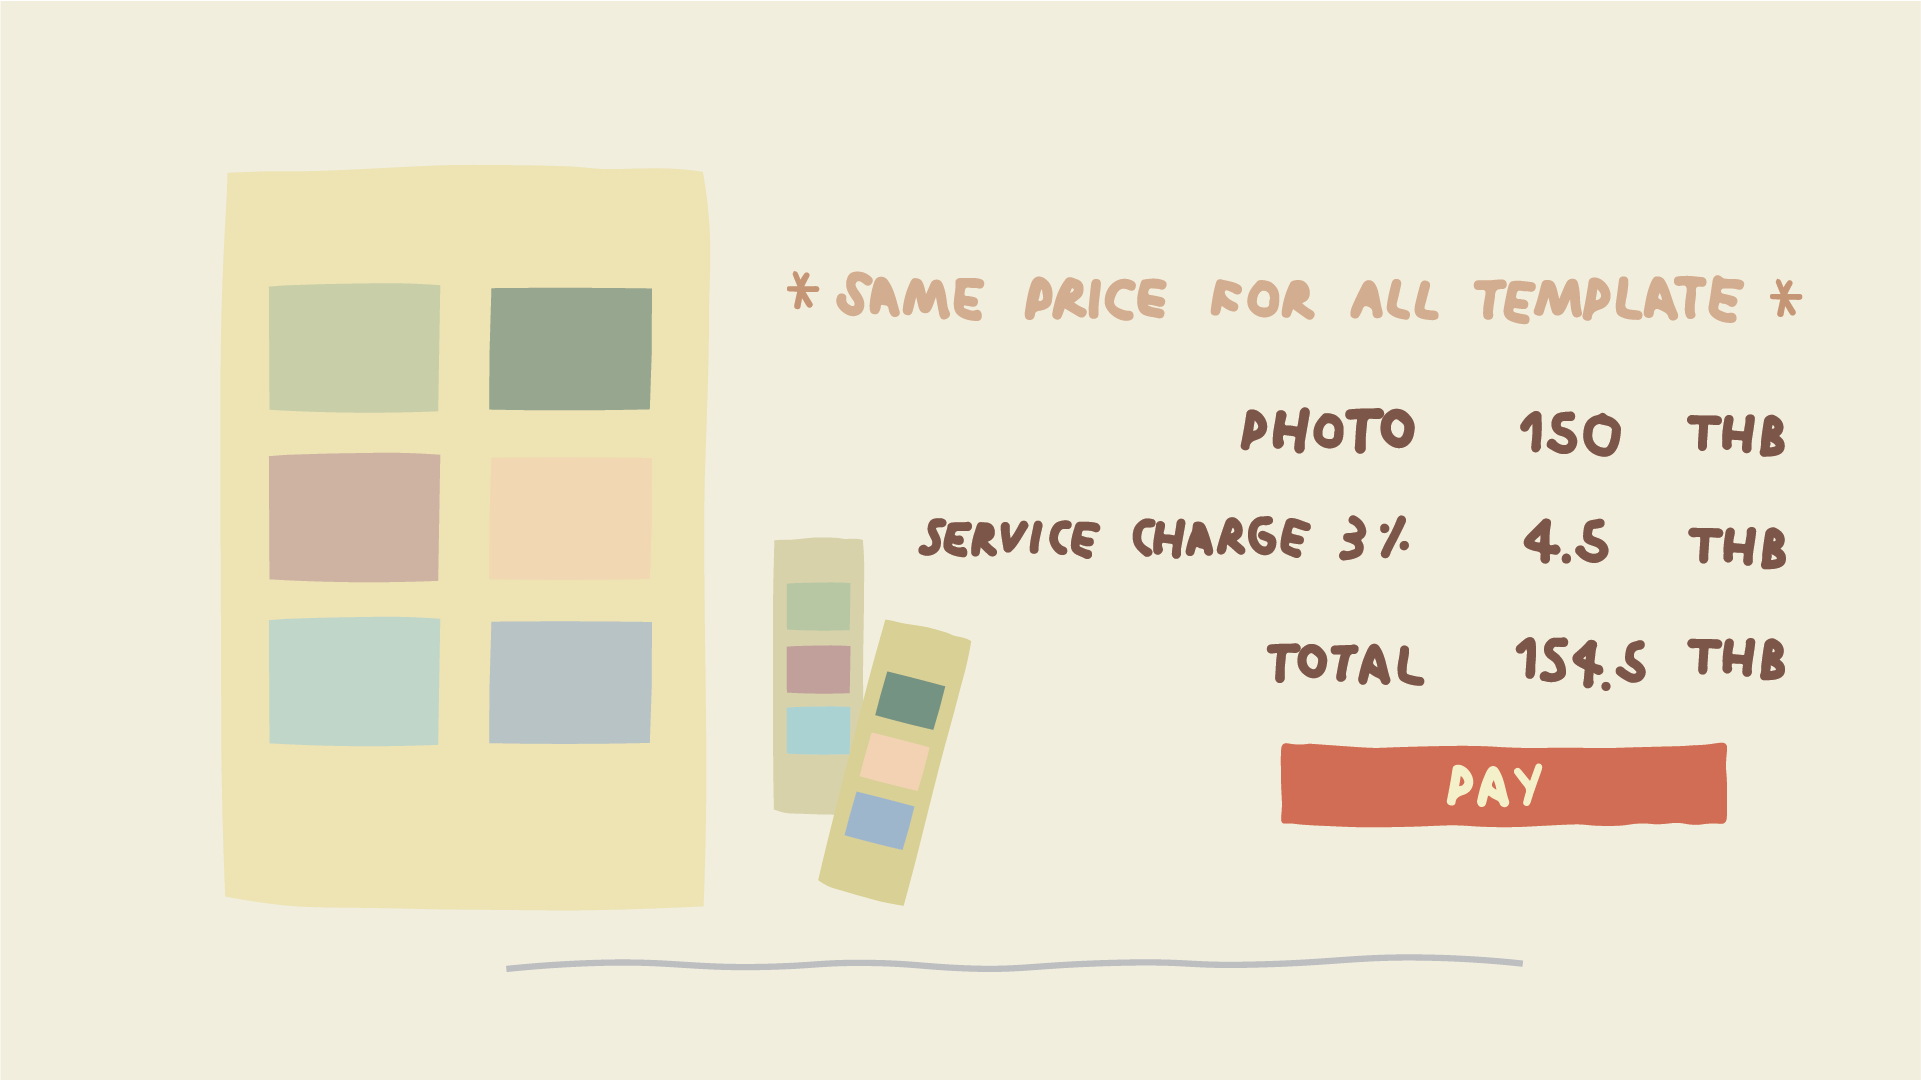 * SAME PRICE FOR ALL TEMPLATE *
PHOTO 150 THB
SERVICE CHARGE 3% 4.5 THB
TOTAL 154.5 THB
PAY